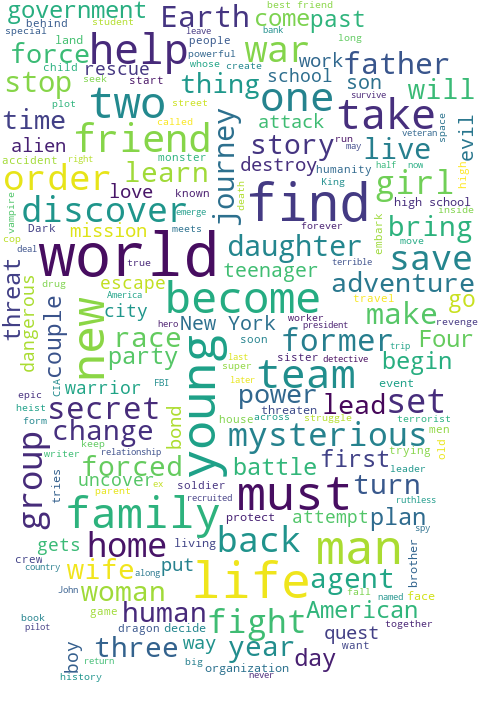 best friend
government
student
Earth
come
past
special
behind
leave
bank
long
force
land
help
people
war
father
child
rescue
powerful
whose
create
work
stop
seek
start
thing
school
son
will
plot
two
street
one
take
survive
time
called
attack
veteran
space
alien
friend
monster
story
run
may
half
now
evil
accident
right
journey
destroy
humanity
live
high
order
learn
love
known
King
girl
high school
vampire
discover
death
find
forever
inside
cop
Dark
mission
emerge
meets
embark
bring
deal
true
world
daughter
move
save
threat
drug
escape
teenager
terrible
adventure
dangerous
America
become
travel
go
couple
new
city
hero
worker
make
revenge
New York
president
race
soon
former
trip
Four
party
young
last
sister
detective
begin
CIA
FBI
super
team
event
epic
warrior
later
power
heist
secret
threaten
lead
set
form
bond
house
across
struggle
terrorist
writer
keep
change
mysterious
men
group
relationship
first
old
trying
forced
battle
turn
leader
tries
uncover
parent
ex
soldier
recruited
must
ruthless
family
protect
attempt
plan
spy
gets
home
living
back
man
crew
country
wife
along
put
life
agent
brother
fall
named
John
woman
game
face
book
human
fight
American
together
pilot
dragon
decide
quest
boy
three
way
year
day
want
return
big
organization
history
never